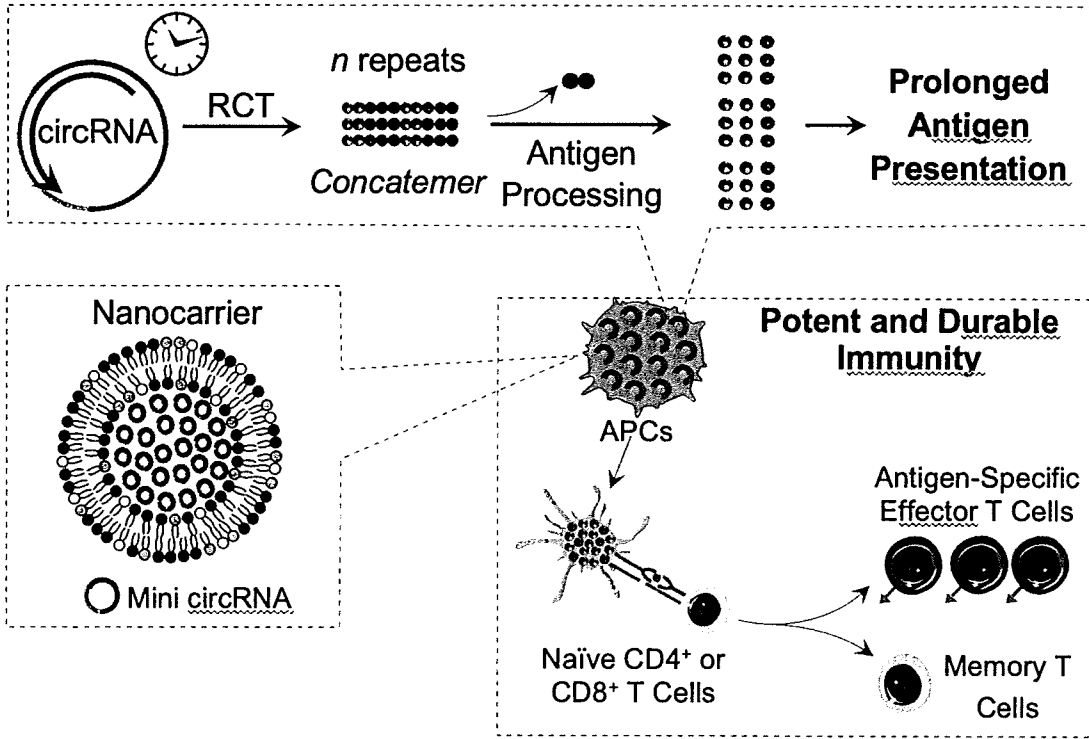 circRNA
RCT
n repeats
Concatemer
Antigen
Processing
Prolonged
Antigen
Presentation
Nanocarrier
Mini circRNA
Potent and Durable
Immunity
APCs
Naïve CD4⁺ or
CD8⁺ T Cells
Antigen-Specific
Effector T Cells
Memory T
Cells